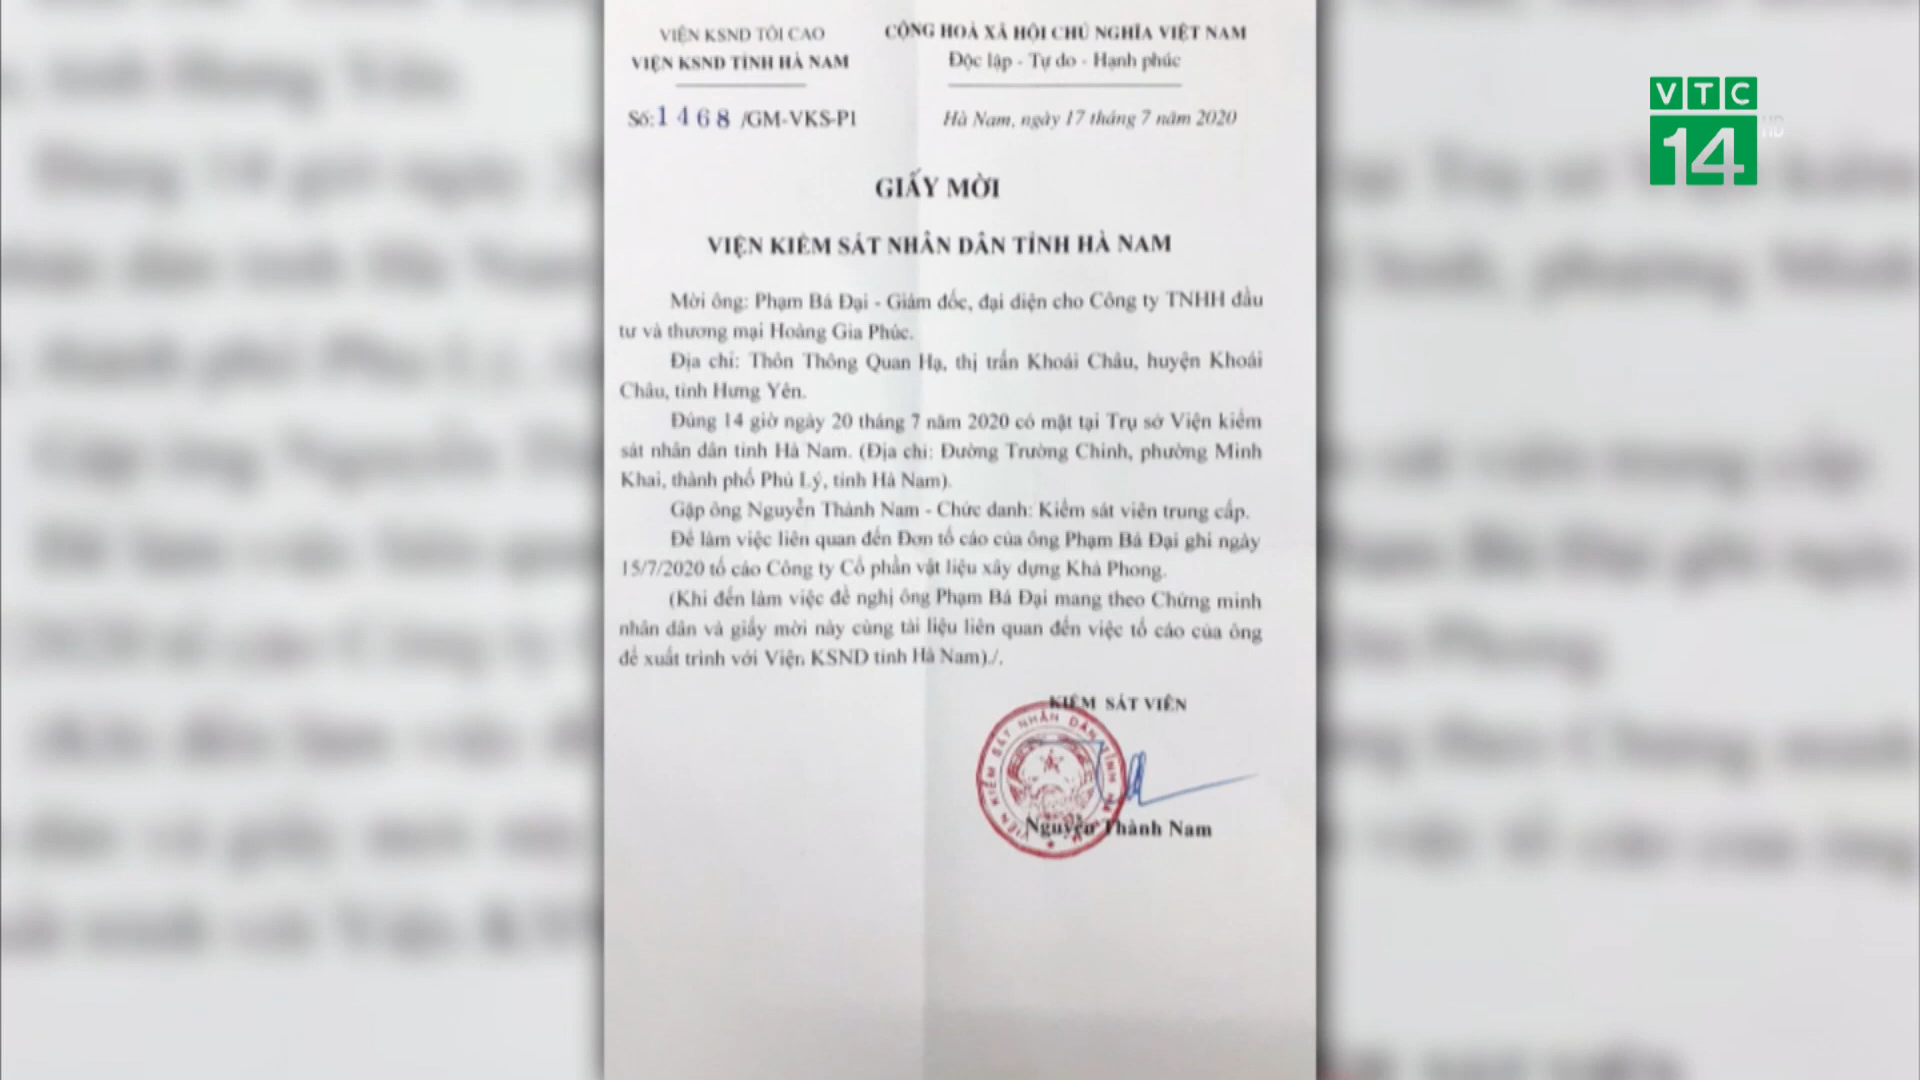 VIỆN KSND TỐI CAO
VIỆN KSND TỈNH HÀ NAM
CỘNG HOÀ XÃ HỘI CHỦ NGHĨA VIỆT NAM
Độc lập - Tự do - Hạnh phúc
Số: 1468 /GM-VKS-P1
Hà Nam, ngày 17 tháng 7 năm 2020
VTC
14
HD
GIẤY MỜI
VIỆN KIỂM SÁT NHÂN DÂN TỈNH HÀ NAM
Mời ông: Phạm Bá Đại - Giám đốc, đại diện cho Công ty TNHH đầu
tư và thương mại Hoàng Gia Phúc.
Địa chỉ: Thôn Thông Quan Hạ, thị trấn Khoái Châu, huyện Khoái
Châu, tỉnh Hưng Yên.
Đúng 14 giờ ngày 20 tháng 7 năm 2020 có mặt tại Trụ sở Viện kiểm
sát nhân dân tỉnh Hà Nam. (Địa chỉ: Đường Trường Chinh, phường Minh
Khai, thành phố Phủ Lý, tỉnh Hà Nam).
Gặp ông Nguyễn Thành Nam - Chức danh: Kiểm sát viên trung cấp.
Để làm việc liên quan đến Đơn tố cáo của ông Phạm Bá Đại ghi ngày
15/7/2020 tố cáo Công ty Cổ phần vật liệu xây dựng Khả Phong.
(Khi đến làm việc đề nghị ông Phạm Bá Đại mang theo Chứng minh
nhân dân và giấy mời này cùng tài liệu liên quan đến việc tố cáo của ông
để xuất trình với Viện KSND tỉnh Hà Nam)./.
KIỂM SÁT VIÊN
VIỆN KIỂM SÁT NHÂN DÂN TỈNH HÀ NAM
Nguyễn Thành Nam